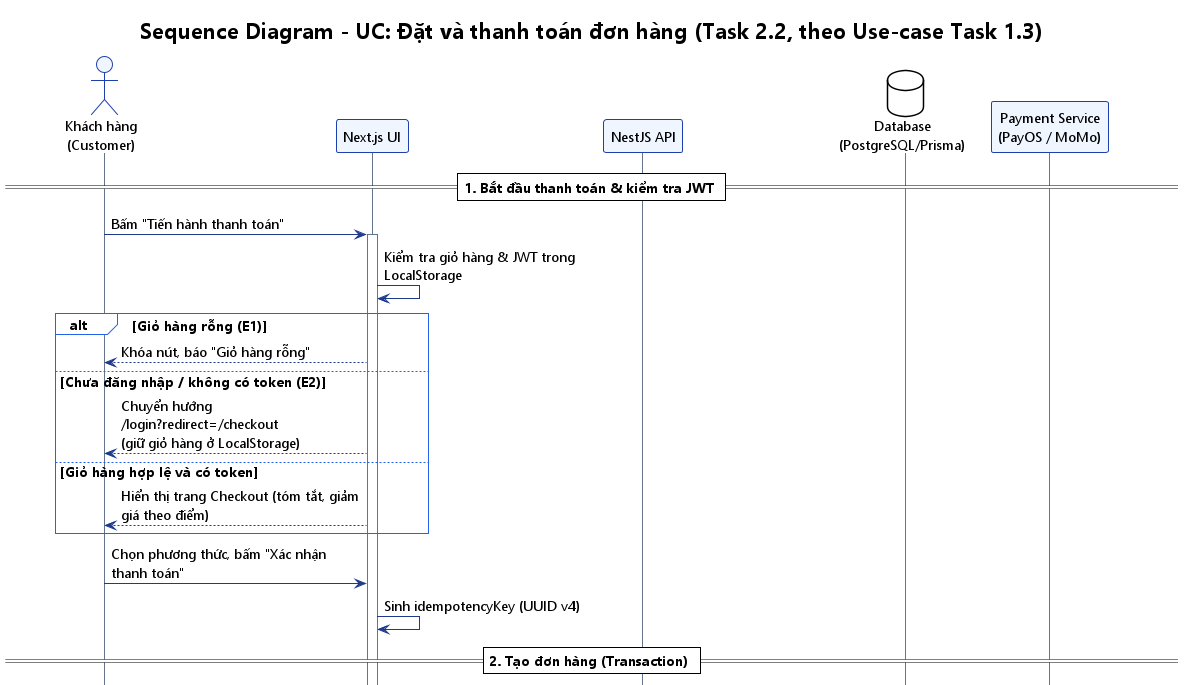 Sequence Diagram - UC: Đặt và thanh toán đơn hàng (Task 2.2, theo Use-case Task 1.3)
Khách hàng
(Customer)
Next.js UI
NestJS API
Database
(PostgreSQL/Prisma)
Payment Service
(PayOS / MoMo)
1. Bắt đầu thanh toán & kiểm tra JWT
Bấm "Tiến hành thanh toán"
Kiểm tra giỏ hàng & JWT trong
LocalStorage
alt
[Giỏ hàng rỗng (E1)]
Khóa nút, báo "Giỏ hàng rỗng"
[Chưa đăng nhập / không có token (E2)]
Chuyển hướng
/login?redirect=/checkout
(giữ giỏ hàng ở LocalStorage)
[Giỏ hàng hợp lệ và có token]
Hiển thị trang Checkout (tóm tắt, giảm
giá theo điểm)
Chọn phương thức, bấm "Xác nhận
thanh toán"
Sinh idempotencyKey (UUID v4)
2. Tạo đơn hàng (Transaction)